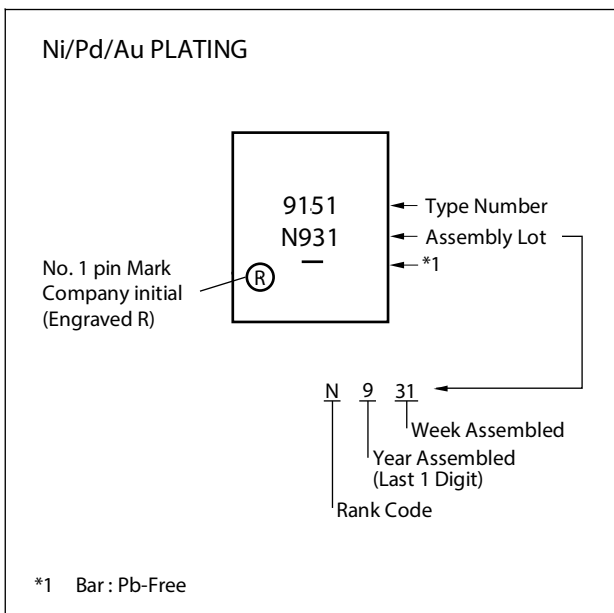 Ni/Pd/Au PLATING
9151
N931
R
Type Number
Assembly Lot
*1
No. 1 pin Mark
Company initial
(Engraved R)
N 9 31
Week Assembled
Year Assembled
(Last 1 Digit)
Rank Code
*1 Bar : Pb-Free